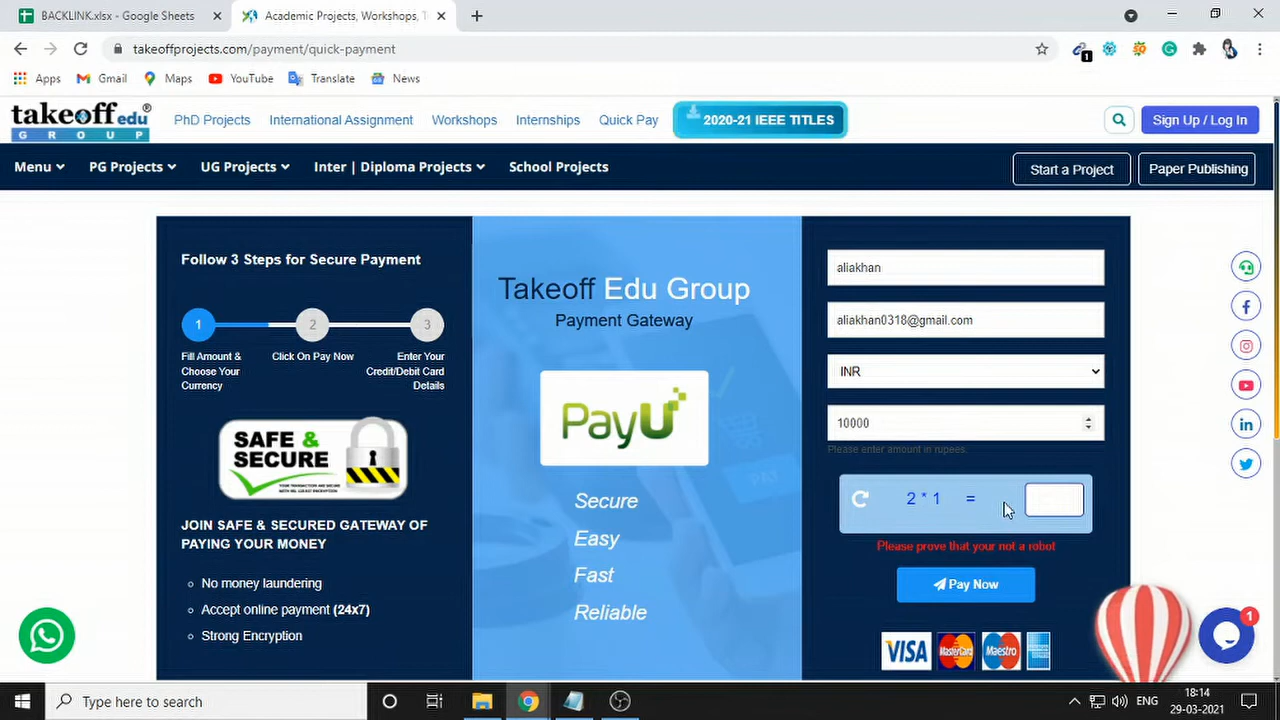 BACKLINK.xlsx - Google Sheets
Academic Projects, Workshops, T
takeoffprojects.com/payment/quick-payment
1
Apps
Gmail
Maps
YouTube
Translate
News
takeoff edu®
GROUP
PhD Projects
International Assignment
Workshops
Internships
Quick Pay
2020-21 IEEE TITLES
Sign Up / Log In
Menu
PG Projects
UG Projects
Inter | Diploma Projects
School Projects
Start a Project
Paper Publishing
Follow 3 Steps for Secure Payment
1
2
3
Fill Amount &
Choose Your
Currency
Click On Pay Now
Enter Your
Credit/Debit Card
Details
SAFE &
SECURE
JOIN SAFE & SECURED GATEWAY OF
PAYING YOUR MONEY
No money laundering
Accept online payment (24x7)
Strong Encryption
Takeoff Edu Group
Payment Gateway
PayU
Secure
Easy
Fast
Reliable
aliakhan
aliakhan0318@gmail.com
INR
10000
Please enter amount in rupees.
2 * 1 =
Please prove that your not a robot
Pay Now
VISA
MasterCard
Maestro
1
Type here to search
ENG
18:14
29-03-2021